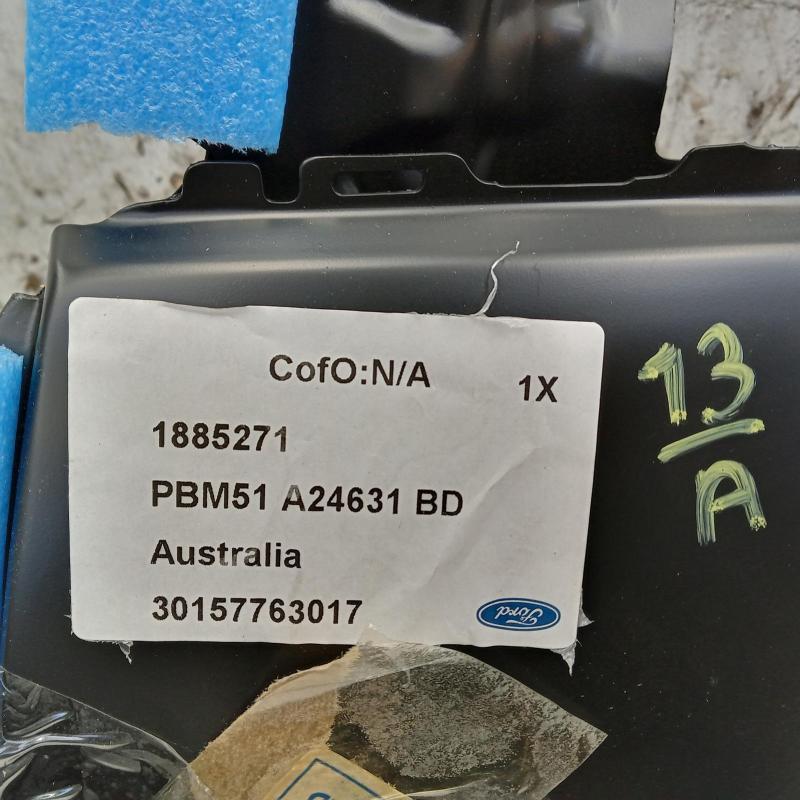 CofO:N/A
1X
1885271
PBM51 A24631 BD
Australia
30157763017
Ford
13
A